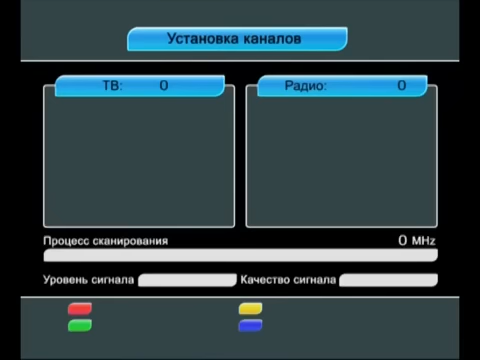 Установка каналов
ТВ: 0 Радио: 0
Процесс сканирования 0 MHz
Уровень сигнала Качество сигнала